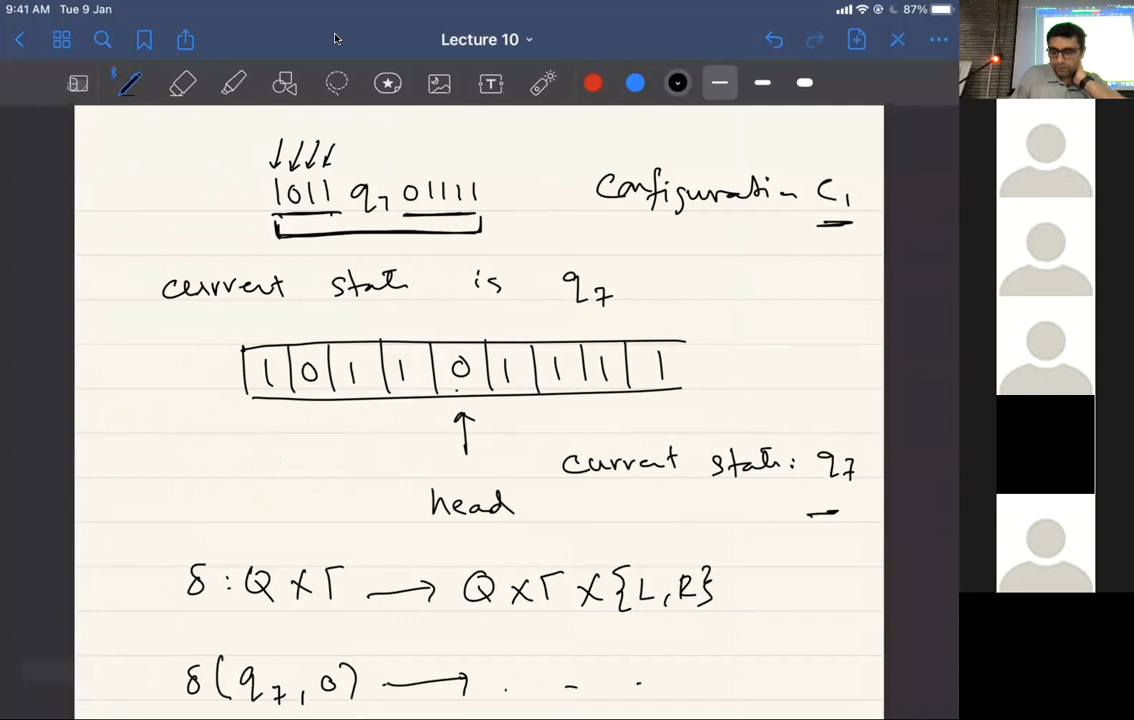 9:41 AM Tue 9 Jan
87%
Lecture 10
1011 q7 01111
Configuration C1
current state is q7
1 0 1 1 0 1 1 1 1
head
current state: q7
δ : Q × Γ → Q × Γ × {L, R}
δ(q7, 0) → . - .